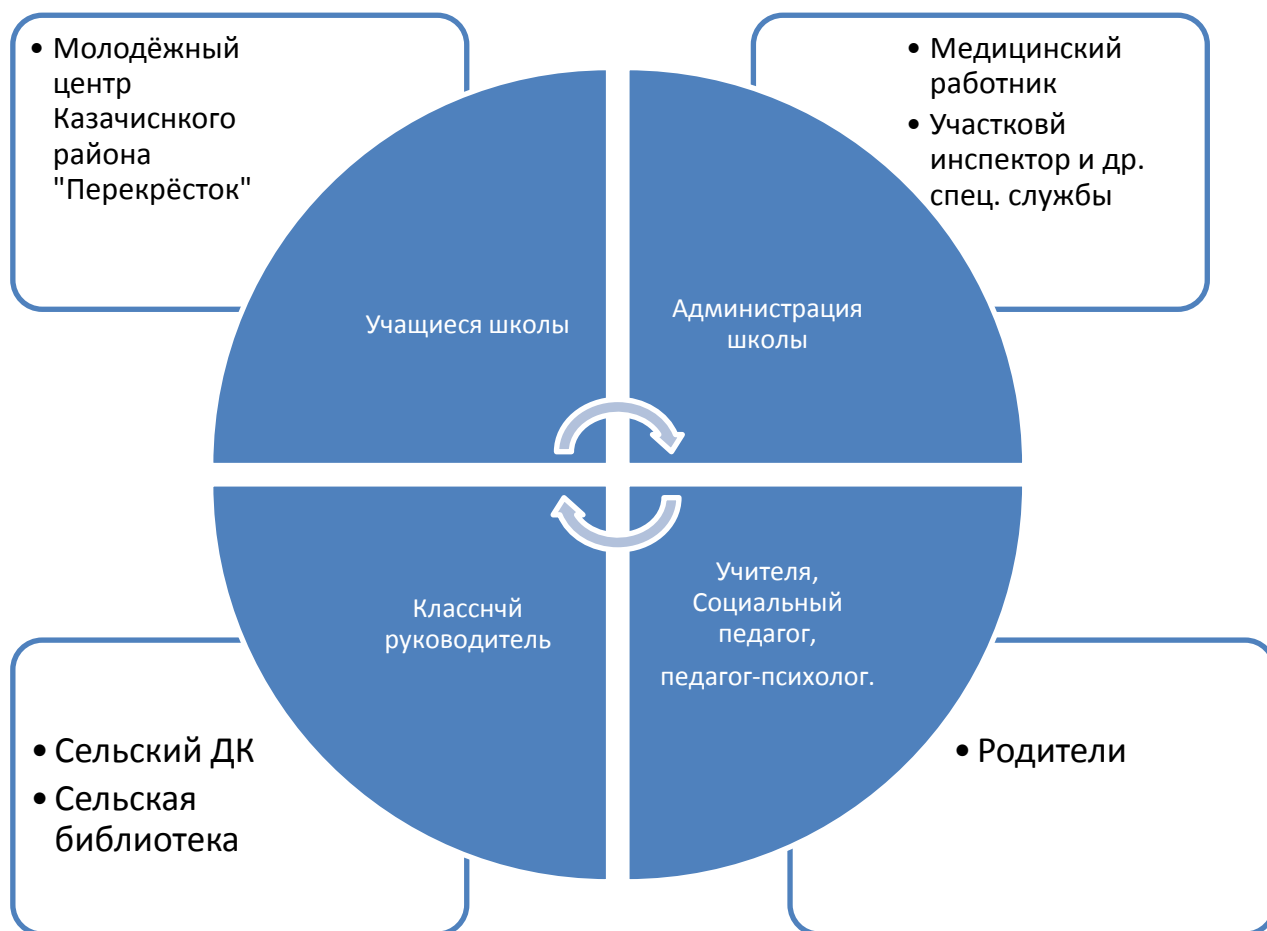 • Молодёжный
центр
Казачиснкого
района
"Перекрёсток"
• Медицинский
работник
• Участковй
инспектор и др.
спец. службы
Учащиеся школы
Администрация
школы
Класснчй
руководитель
Учителя,
Социальный
педагог,
педагог-психолог.
• Сельский ДК
• Сельская
библиотека
• Родители